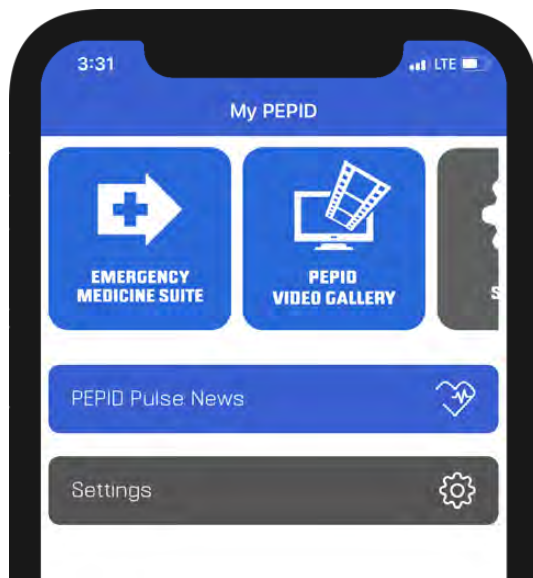 3:31
LTE
My PEPID
EMERGENCY
MEDICINE SUITE
PEPID
VIDEO GALLERY
S
PEPID Pulse News
Settings